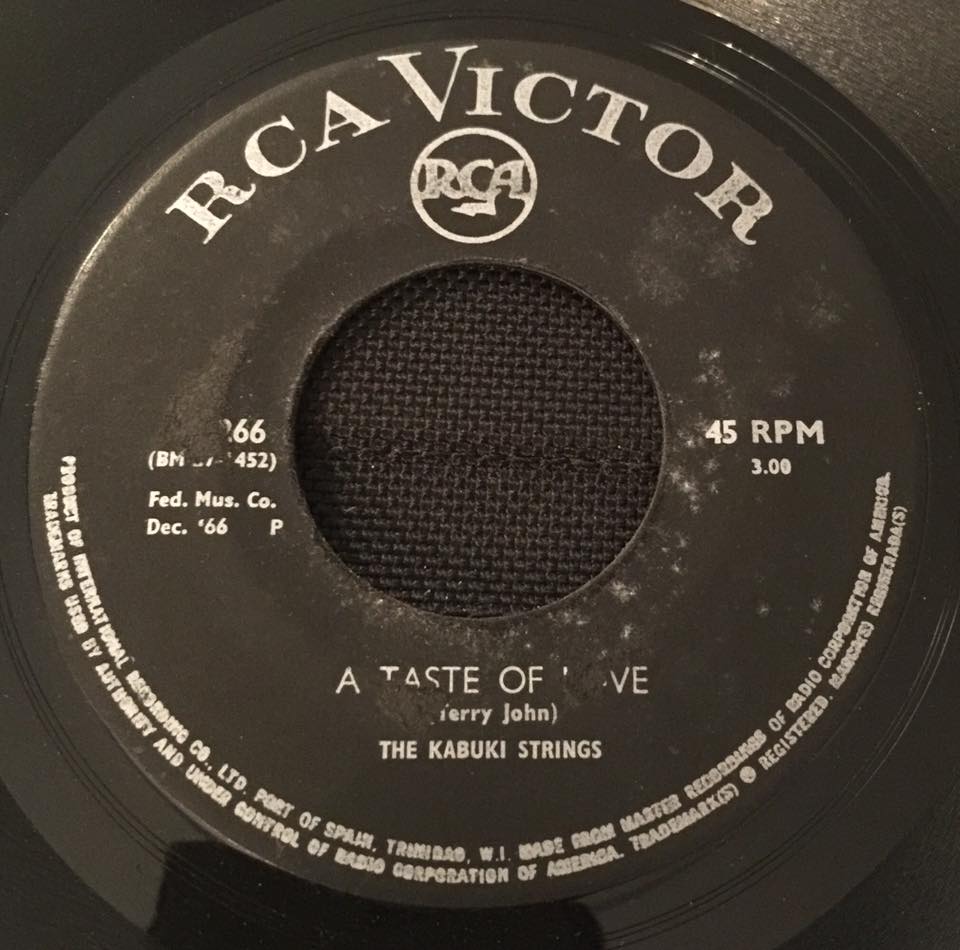 RCA VICTOR
RCA
45 RPM
3.00
Fed. Mus. Co.
Dec. '66 P
A TASTE OF
THE KABUKI STRINGS
PRODUCT OF INTERNATIONAL RECORDING CO., LTD. PORT OF SPAIN, TRINIDAD, W.I. MADE FROM MASTER RECORDINGS OF RADIO CORPORATION OF AMERICA.
TRADEMARKS USED BY AUTHORITY AND UNDER CONTROL OF RADIO CORPORATION OF AMERICA. TRADEMARK(S) ® REGISTERED. MARCA(S) REGISTRADA(S)